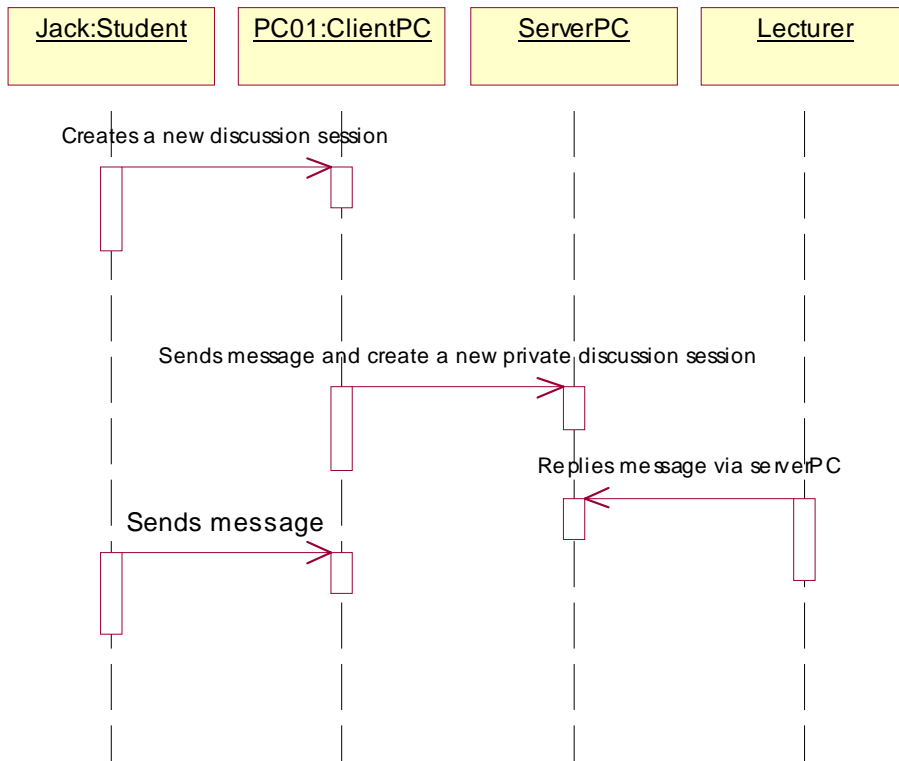 Jack:Student
PC01:ClientPC
ServerPC
Lecturer
Creates a new discussion session
Sends message and create a new private discussion session
Replies message via serverPC
Sends message